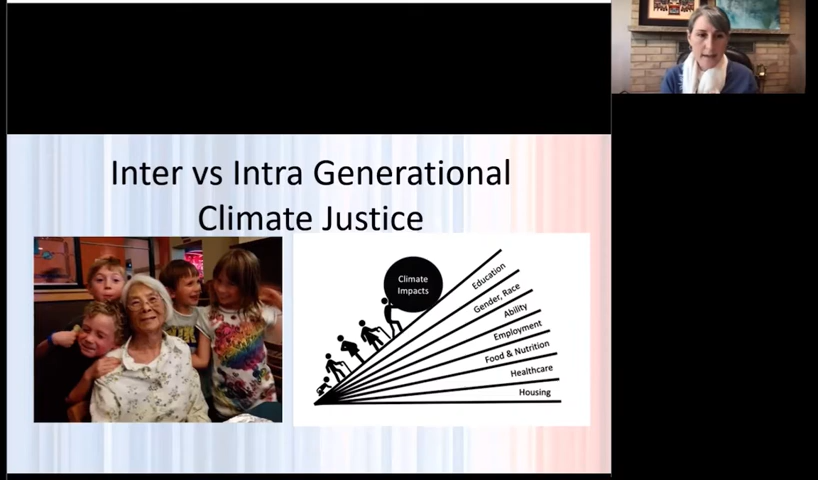 Inter vs Intra Generational
Climate Justice
Climate
Impacts
Education
Gender, Race
Ability
Employment
Food & Nutrition
Healthcare
Housing